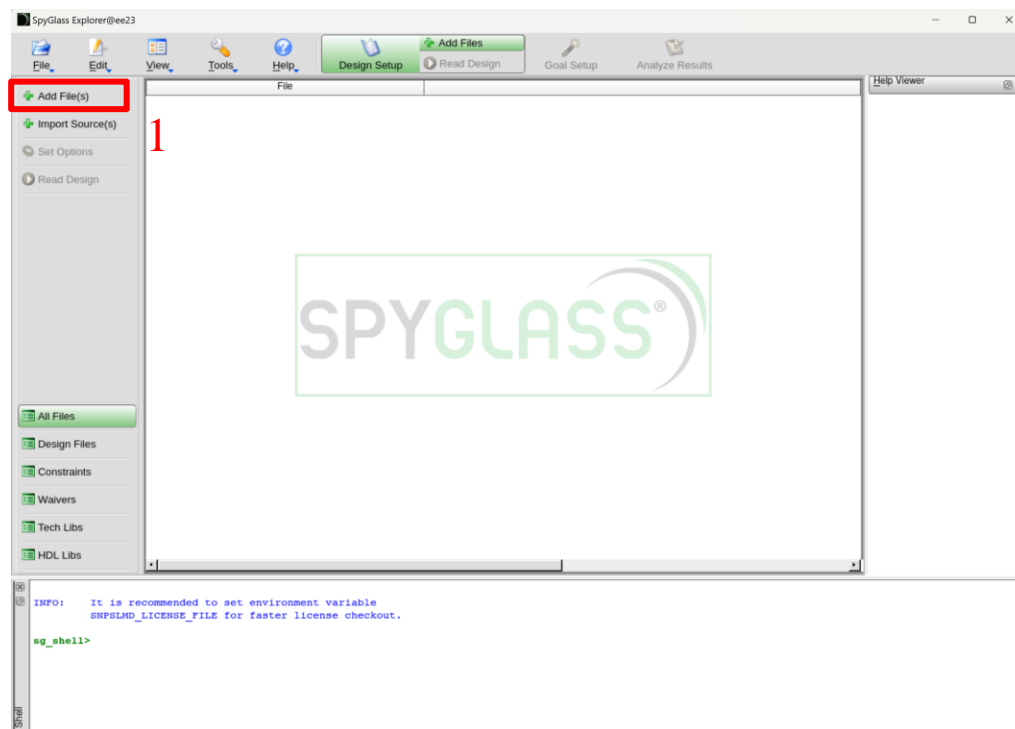 SpyGlass Explorer@ee23
File Edit View Tools Help Design Setup Add Files Read Design Goal Setup Analyze Results
Add File(s)
File
Help Viewer
1
Import Source(s)
Set Options
Read Design
SPYGLASS®
All Files
Design Files
Constraints
Waivers
Tech Libs
HDL Libs
INFO: It is recommended to set environment variable
SNPSLMD_LICENSE_FILE for faster license checkout.
sg_shell>
Shell